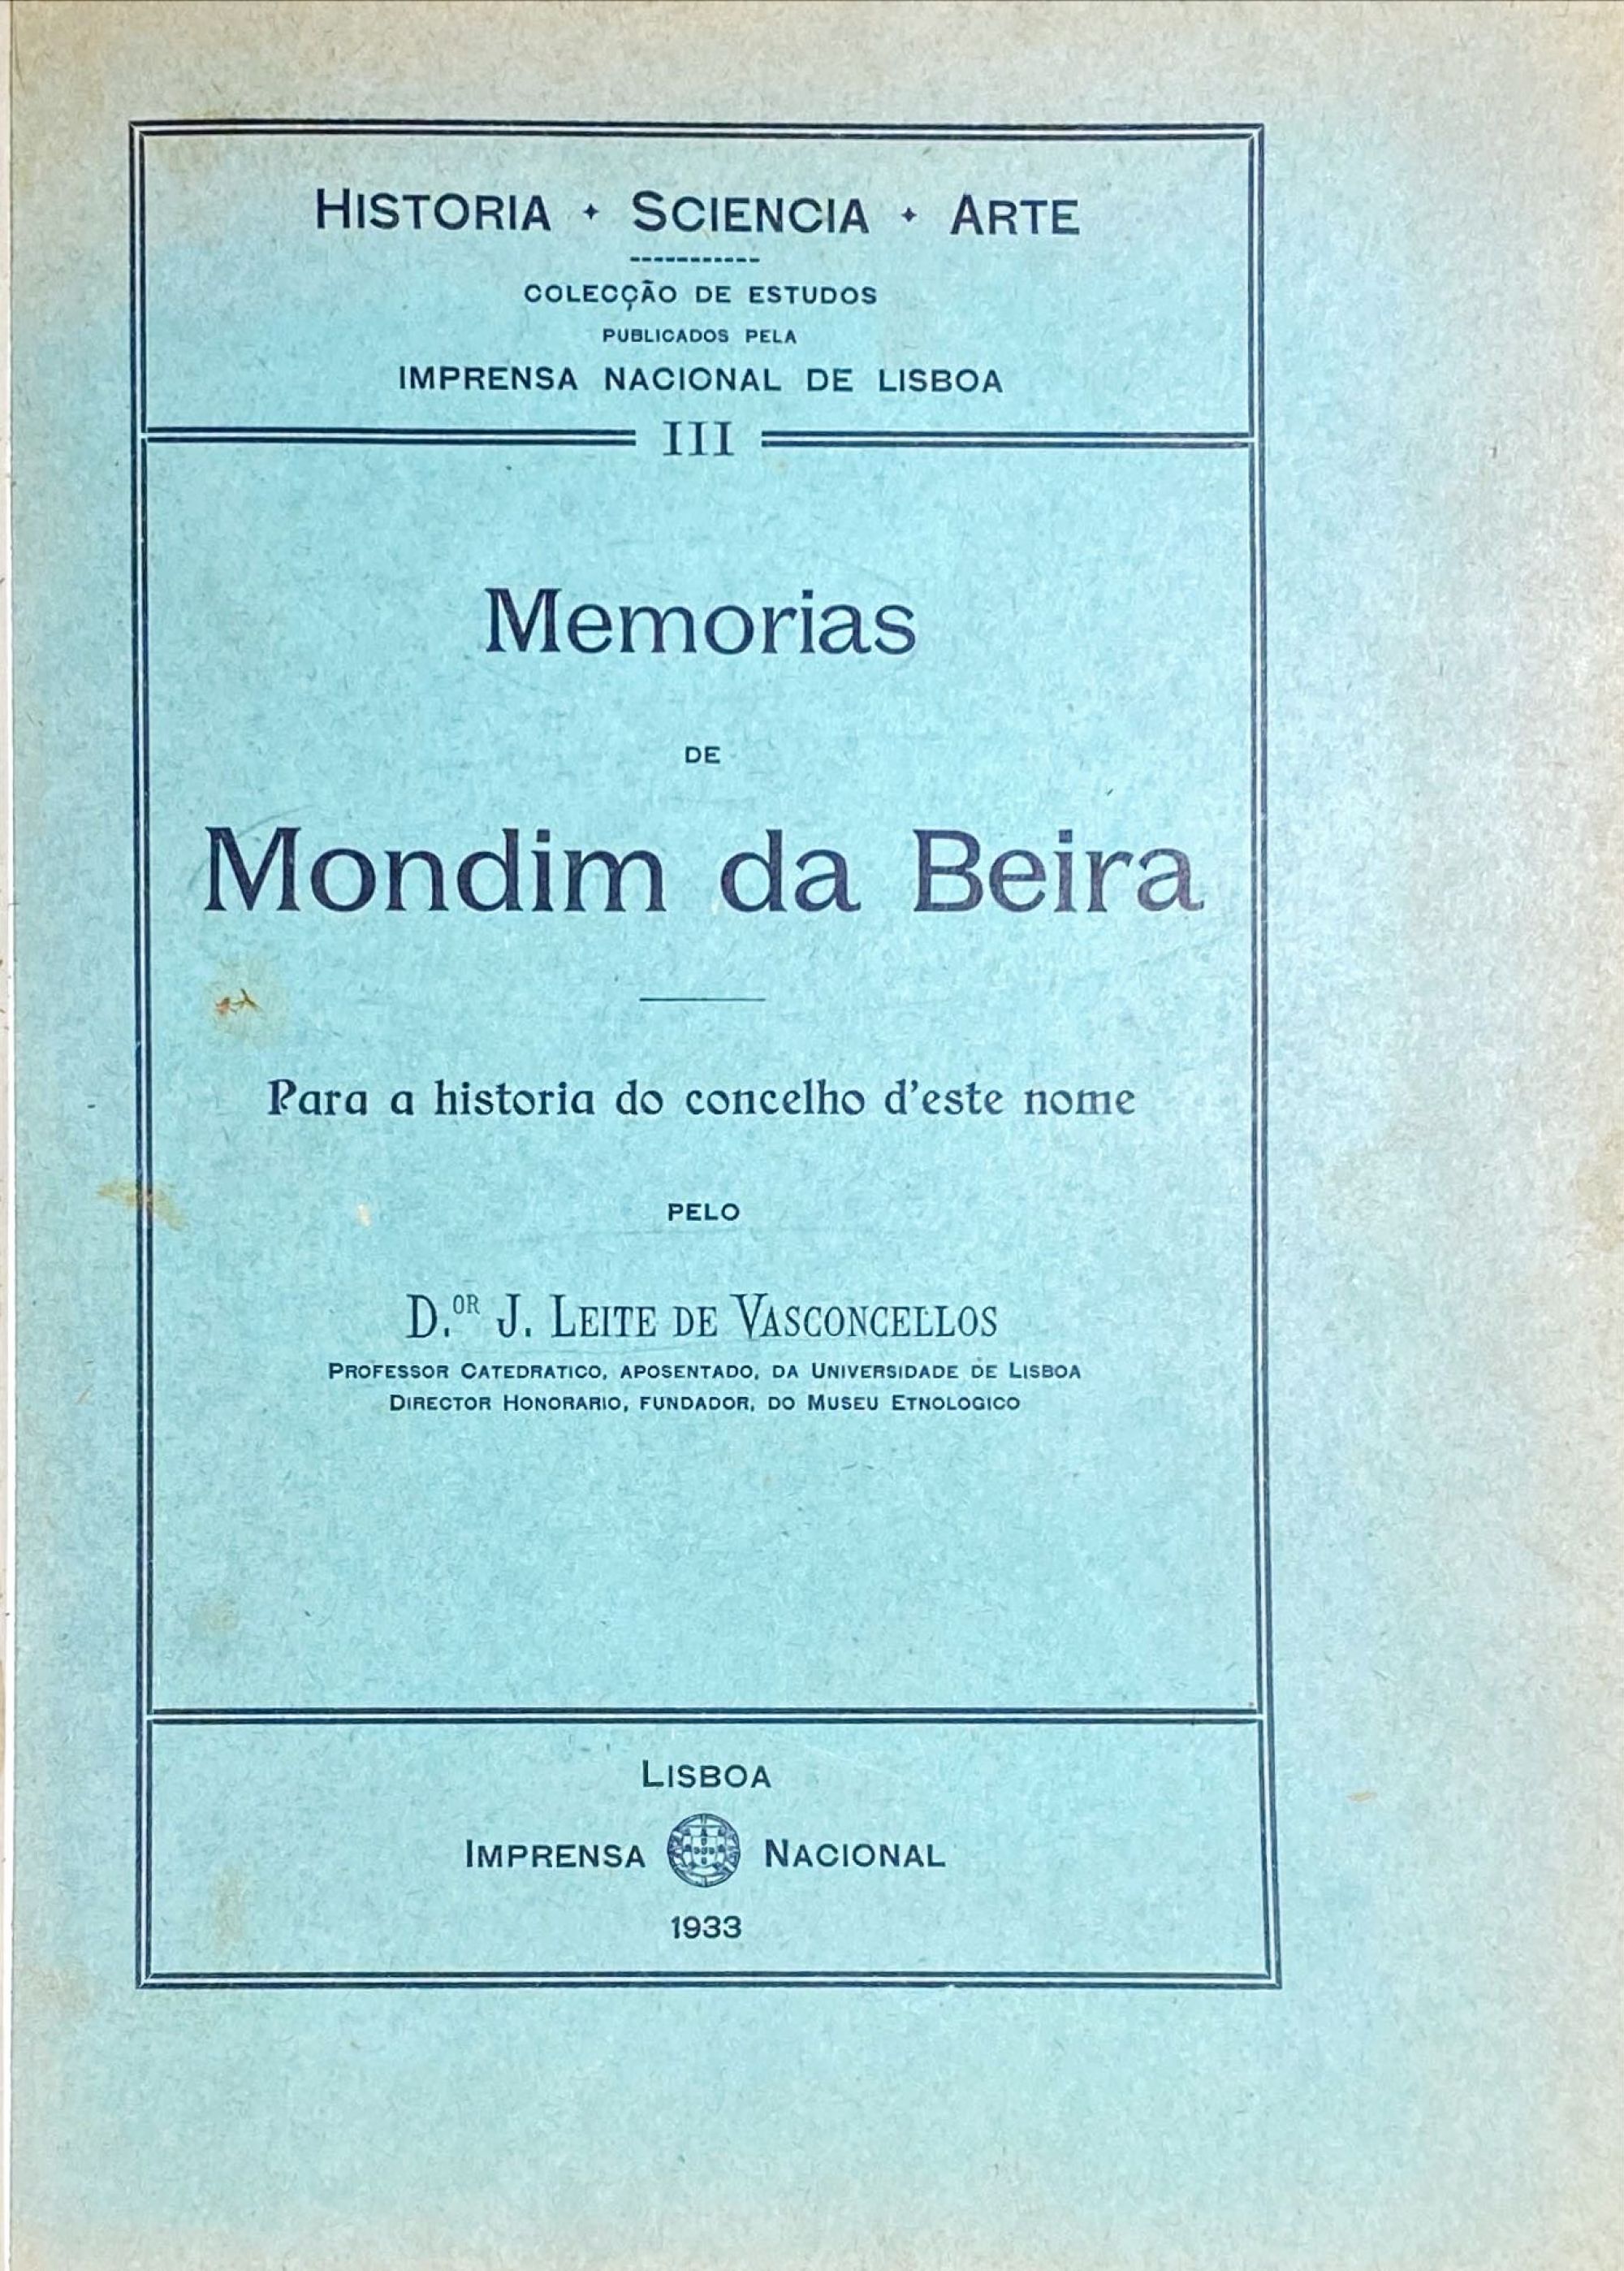 HISTORIA ✦ SCIENCIA ✦ ARTE
COLECÇÃO DE ESTUDOS
PUBLICADOS PELA
IMPRENSA NACIONAL DE LISBOA
III
Memorias
DE
Mondim da Beira
Para a historia do concelho d'este nome
PELO
D.OR J. LEITE DE VASCONCELLOS
PROFESSOR CATEDRATICO, APOSENTADO, DA UNIVERSIDADE DE LISBOA
DIRECTOR HONORARIO, FUNDADOR, DO MUSEU ETNOLOGICO
LISBOA
IMPRENSA NACIONAL
1933